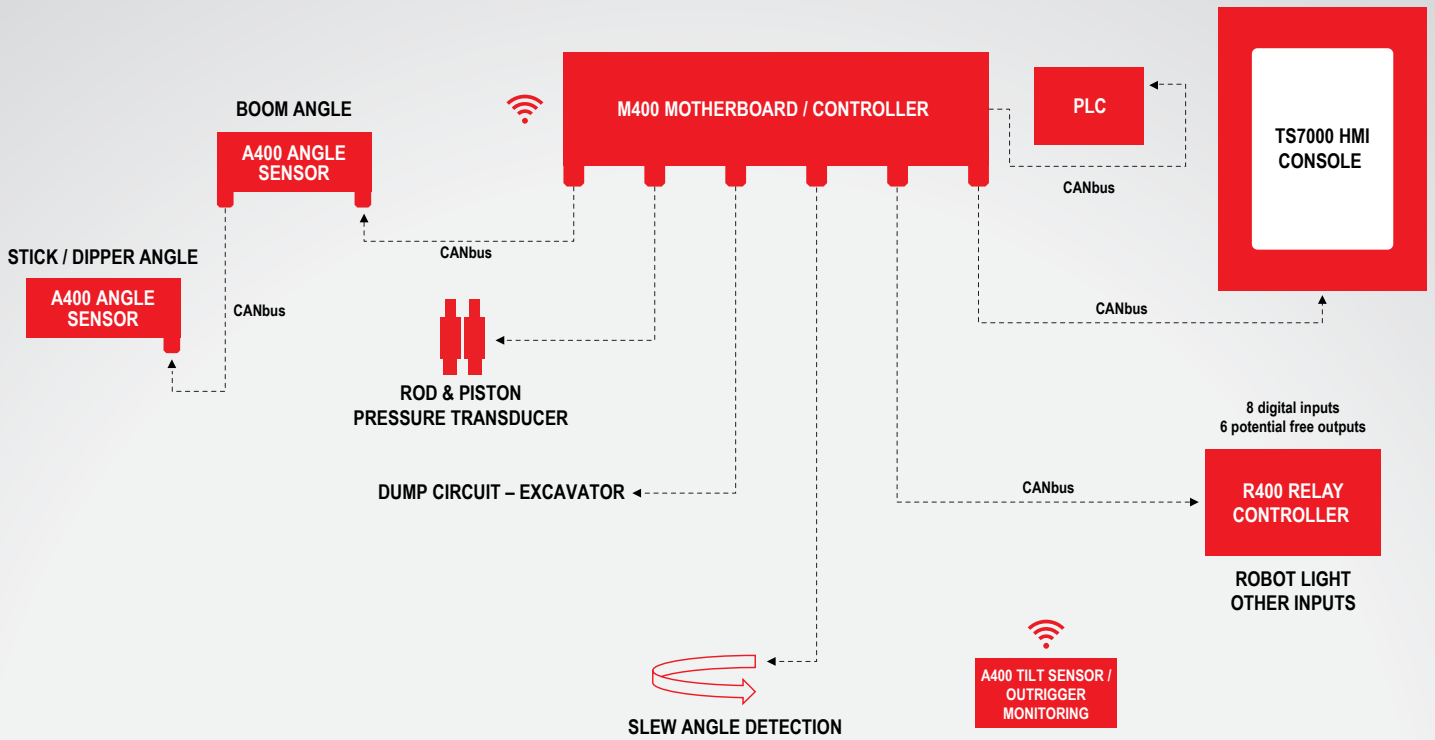 BOOM ANGLE
A400 ANGLE
SENSOR
STICK / DIPPER ANGLE
A400 ANGLE
SENSOR
CANbus
CANbus
M400 MOTHERBOARD / CONTROLLER
PLC
CANbus
TS7000 HMI
CONSOLE
CANbus
ROD & PISTON
PRESSURE TRANSDUCER
DUMP CIRCUIT – EXCAVATOR
CANbus
8 digital inputs
6 potential free outputs
R400 RELAY
CONTROLLER
ROBOT LIGHT
OTHER INPUTS
SLEW ANGLE DETECTION
A400 TILT SENSOR /
OUTRIGGER
MONITORING